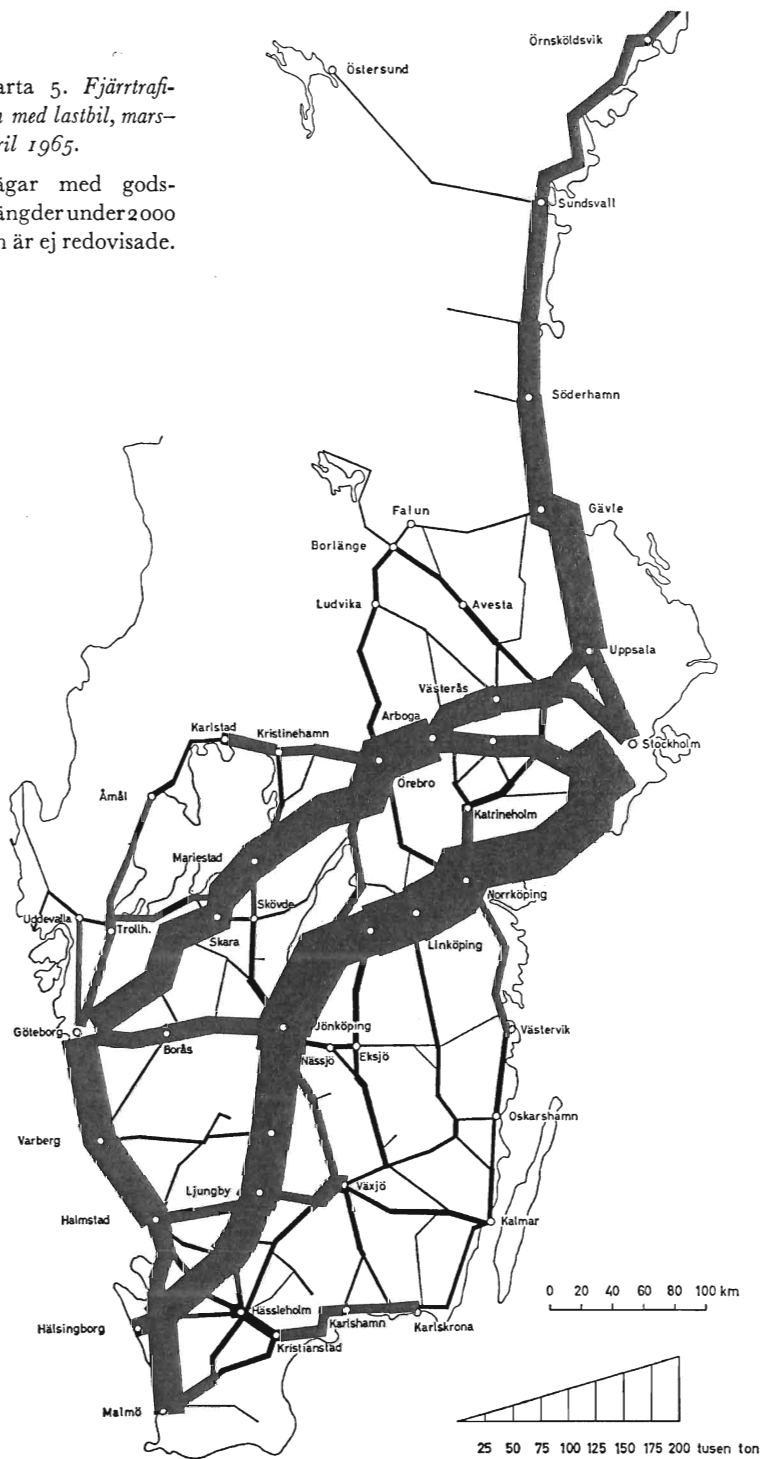 arta 5. Fjärrtrafi-
n med lastbil, mars–
ril 1965.
ägar med gods-
ängder under 2 000
n är ej redovisade.
Örnsköldsvik
Östersund
Sundsvall
Söderhamn
Gävle
Falun
Borlänge
Ludvika
Avesta
Uppsala
Västerås
Arboga
Karlstad
Kristinehamn
Stockholm
Örebro
Åmål
Katrineholm
Mariestad
Norrköping
Uddevalla
Trollh.
Skövde
Skara
Linköping
Göteborg
Jönköping
Västervik
Borås
Nässjö
Eksjö
Oskarshamn
Varberg
Ljungby
Växjö
Halmstad
Kalmar
0 20 40 60 80 100 km
Hässleholm
Hälsingborg
Karlshamn
Karlskrona
Kristianstad
Malmö
25 50 75 100 125 150 175 200 tusen ton